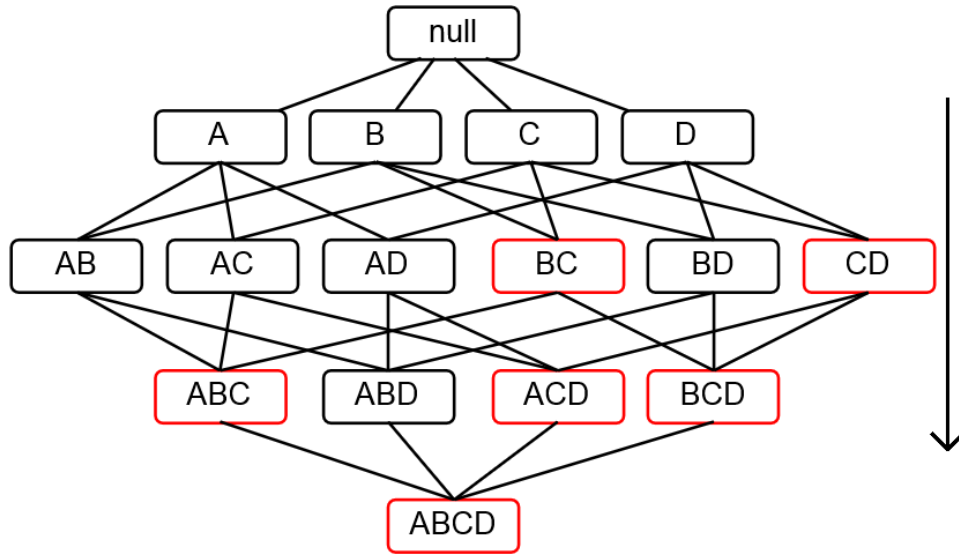 null
A B C D
AB AC AD BC BD CD
ABC ABD ACD BCD
ABCD